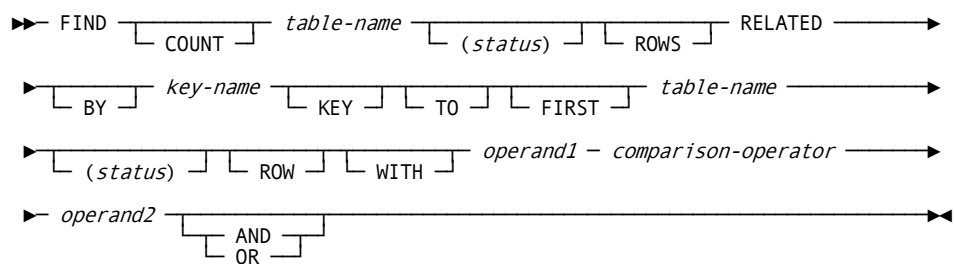 FIND COUNT table-name (status) ROWS RELATED
BY key-name KEY TO FIRST table-name
(status) ROW WITH operand1 — comparison-operator
operand2 AND
OR